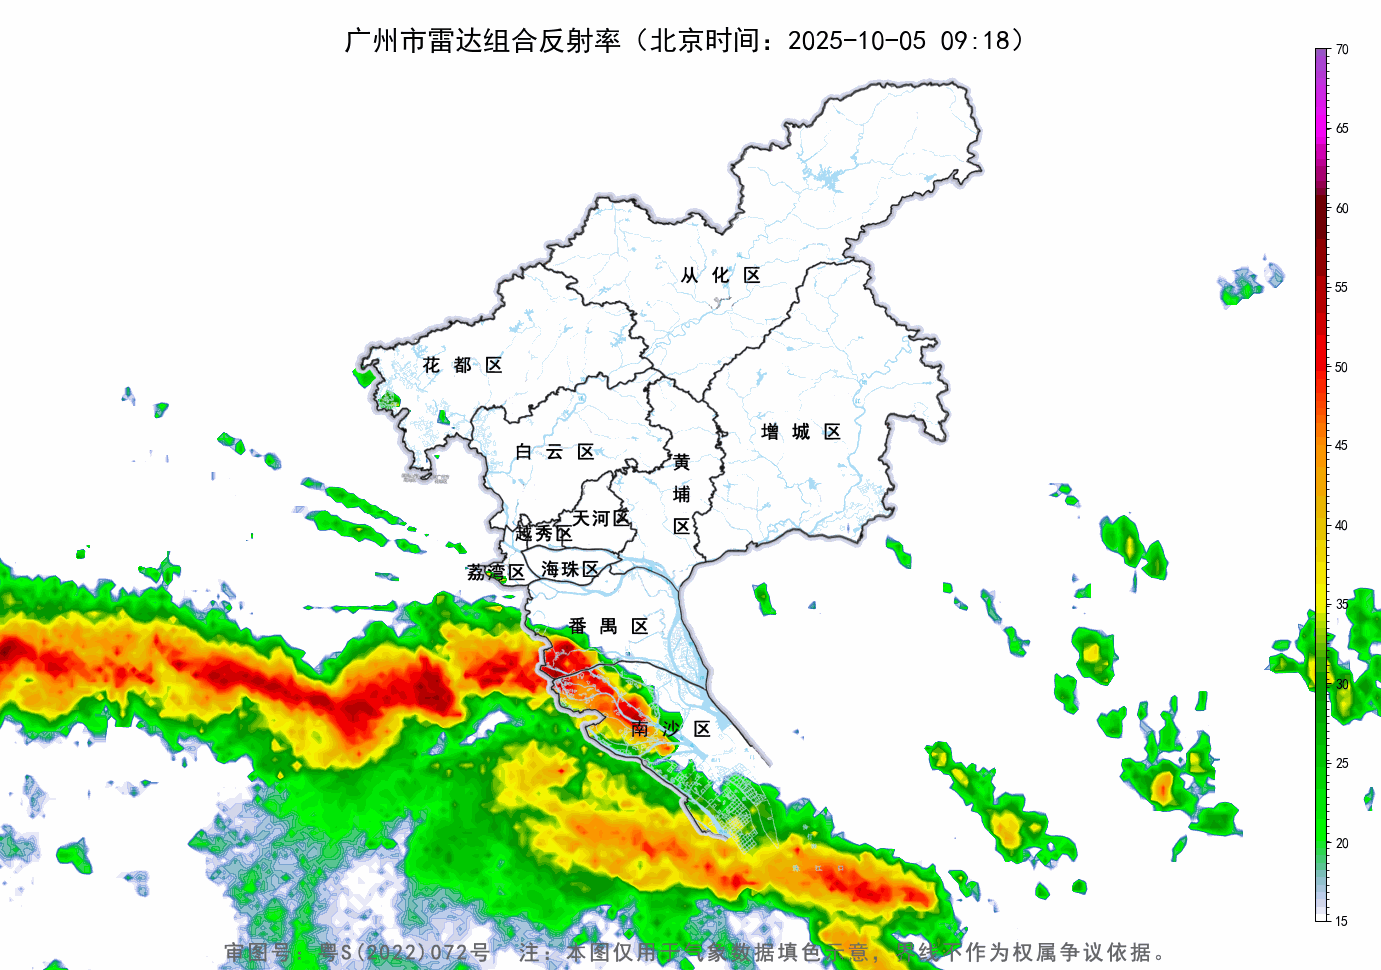 广州市雷达组合反射率（北京时间：2025-10-05 09:18）
70
65
60
55
50
45
40
35
30
25
20
15
从化区
花都区
增城区
白云区
黄埔区
天河区
越秀区
海珠区
荔湾区
番禺区
南沙区
审图号：粤S(2022)072号 注：本图仅用于气象数据填色示意，界线不作为权属争议依据。